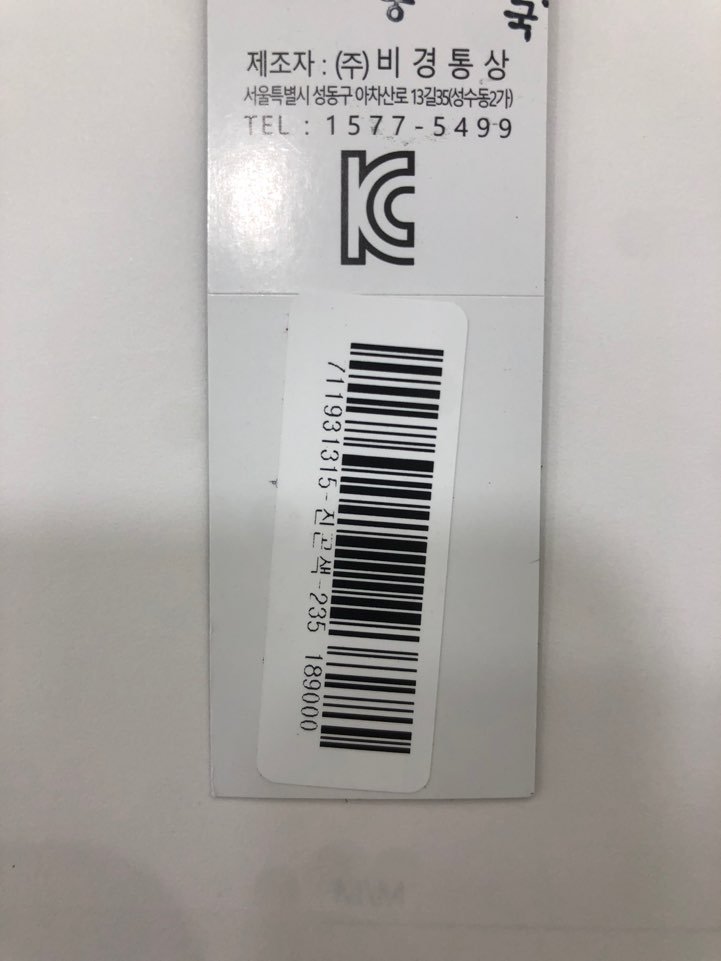 국
제조자 : (주) 비 경 통 상
서울특별시 성동구 아차산로 13길35(성수동2가)
TEL : 1577-5499
KC
711931315-진곤색-235 189000